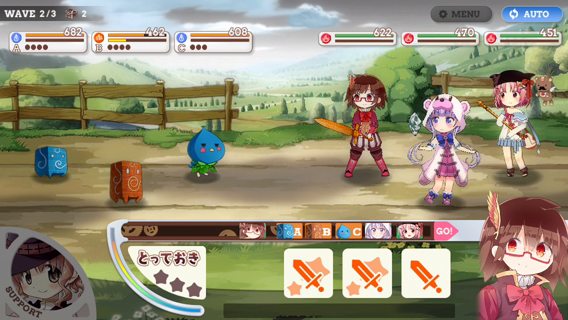 WAVE 2/3 2
MENU
AUTO
682
462
608
622
470
451
A
B
C
A B C GO!
とっておき
SUPPORT